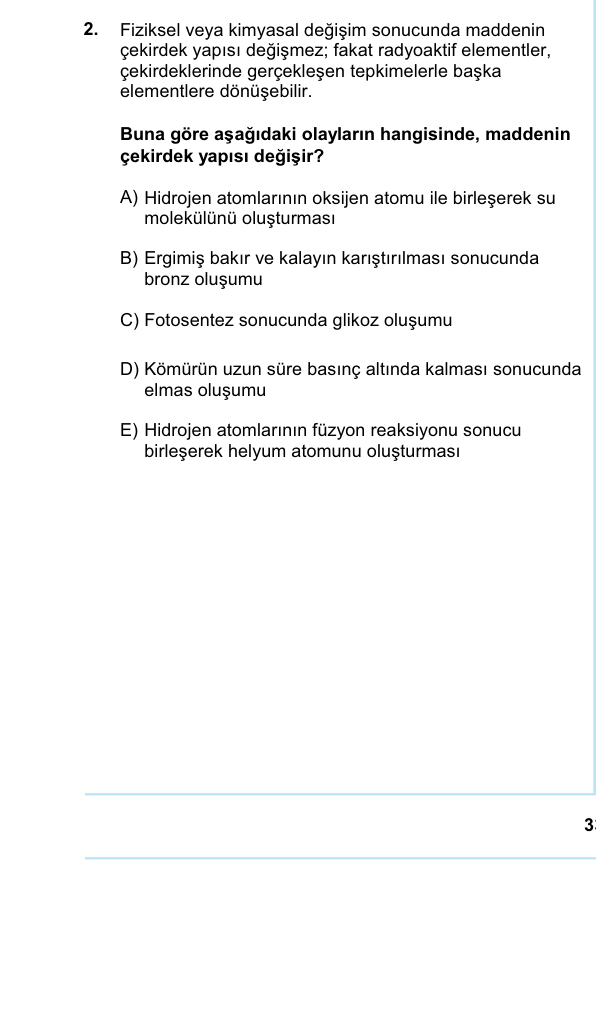 2. Fiziksel veya kimyasal değişim sonucunda maddenin
çekirdek yapısı değişmez; fakat radyoaktif elementler,
çekirdeklerinde gerçekleşen tepkimelerle başka
elementlere dönüşebilir.
Buna göre aşağıdaki olayların hangisinde, maddenin
çekirdek yapısı değişir?
A) Hidrojen atomlarının oksijen atomu ile birleşerek su
molekülünü oluşturması
B) Ergimiş bakır ve kalayın karıştırılması sonucunda
bronz oluşumu
C) Fotosentez sonucunda glikoz oluşumu
D) Kömürün uzun süre basınç altında kalması sonucunda
elmas oluşumu
E) Hidrojen atomlarının füzyon reaksiyonu sonucu
birleşerek helyum atomunu oluşturması